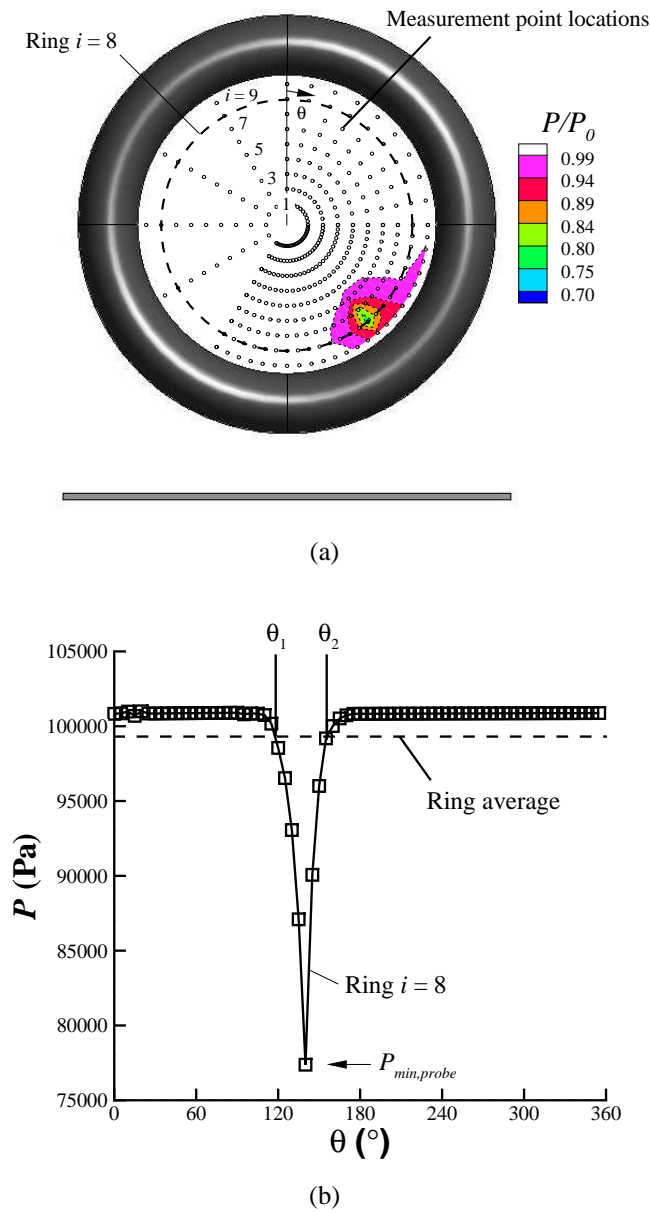 Measurement point locations
Ring i = 8
i = 9
θ
7
5
3
1
P/P0
0.99
0.94
0.89
0.84
0.80
0.75
0.70
(a)
θ1 θ2
105000
100000
95000
90000
85000
80000
75000
P (Pa)
Ring average
Ring i = 8
Pmin,probe
0 60 120 180 240 300 360
θ (°)
(b)